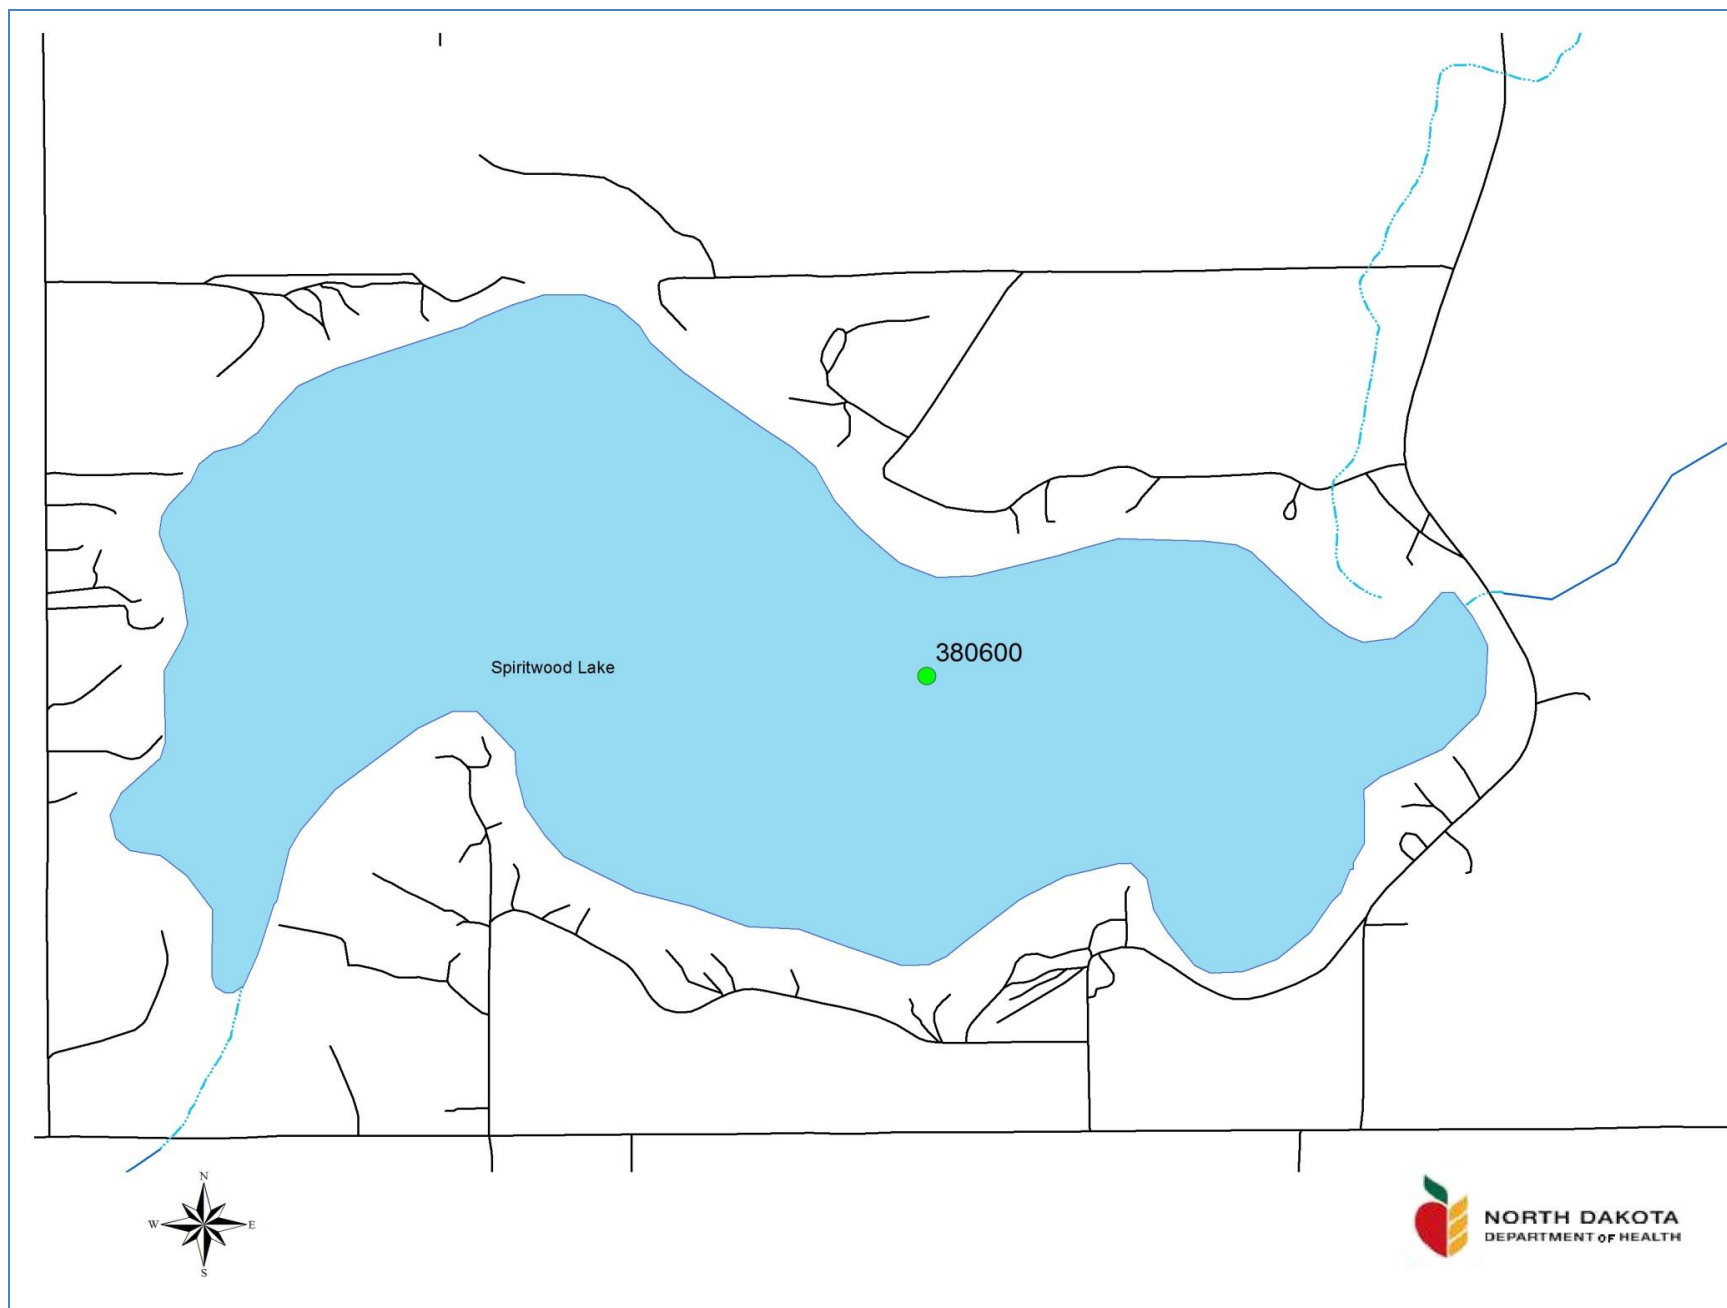 380600
Spiritwood Lake
N
W E
S
NORTH DAKOTA
DEPARTMENT OF HEALTH